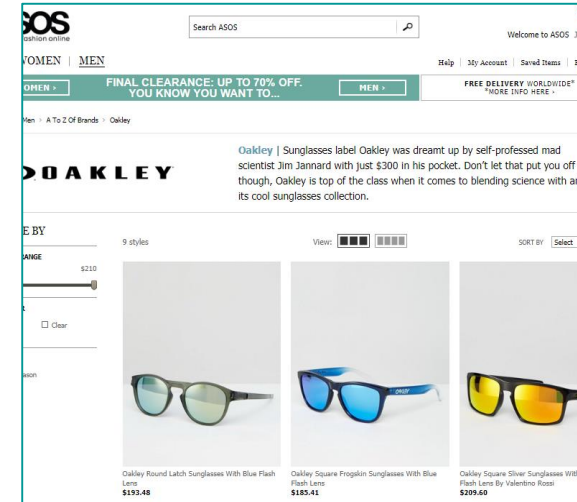 SOS
fashion online
Search ASOS
Welcome to ASOS
WOMEN | MEN
Help | My Account | Saved Items
OMEN ›
FINAL CLEARANCE: UP TO 70% OFF.
YOU KNOW YOU WANT TO...
MEN ›
FREE DELIVERY WORLDWIDE*
*MORE INFO HERE ›
Men › A To Z Of Brands › Oakley
OAKLEY
Oakley | Sunglasses label Oakley was dreamt up by self-professed mad
scientist Jim Jannard with just $300 in his pocket. Don't let that put you off
though, Oakley is top of the class when it comes to blending science with
its cool sunglasses collection.
E BY
9 styles
View:
SORT BY Select
RANGE
$210
Clear
ason
Oakley Round Latch Sunglasses With Blue Flash
Lens
$193.48
Oakley Square Frogskin Sunglasses With Blue
Flash Lens
$185.41
Oakley Square Sliver Sunglasses With
Flash Lens By Valentino Rossi
$209.60